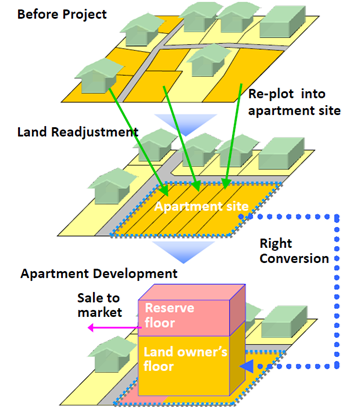 Before Project
Re-plot into
apartment site
Land Readjustment
Apartment site
Right
Conversion
Apartment Development
Sale to
market
Reserve
floor
Land owner's
floor